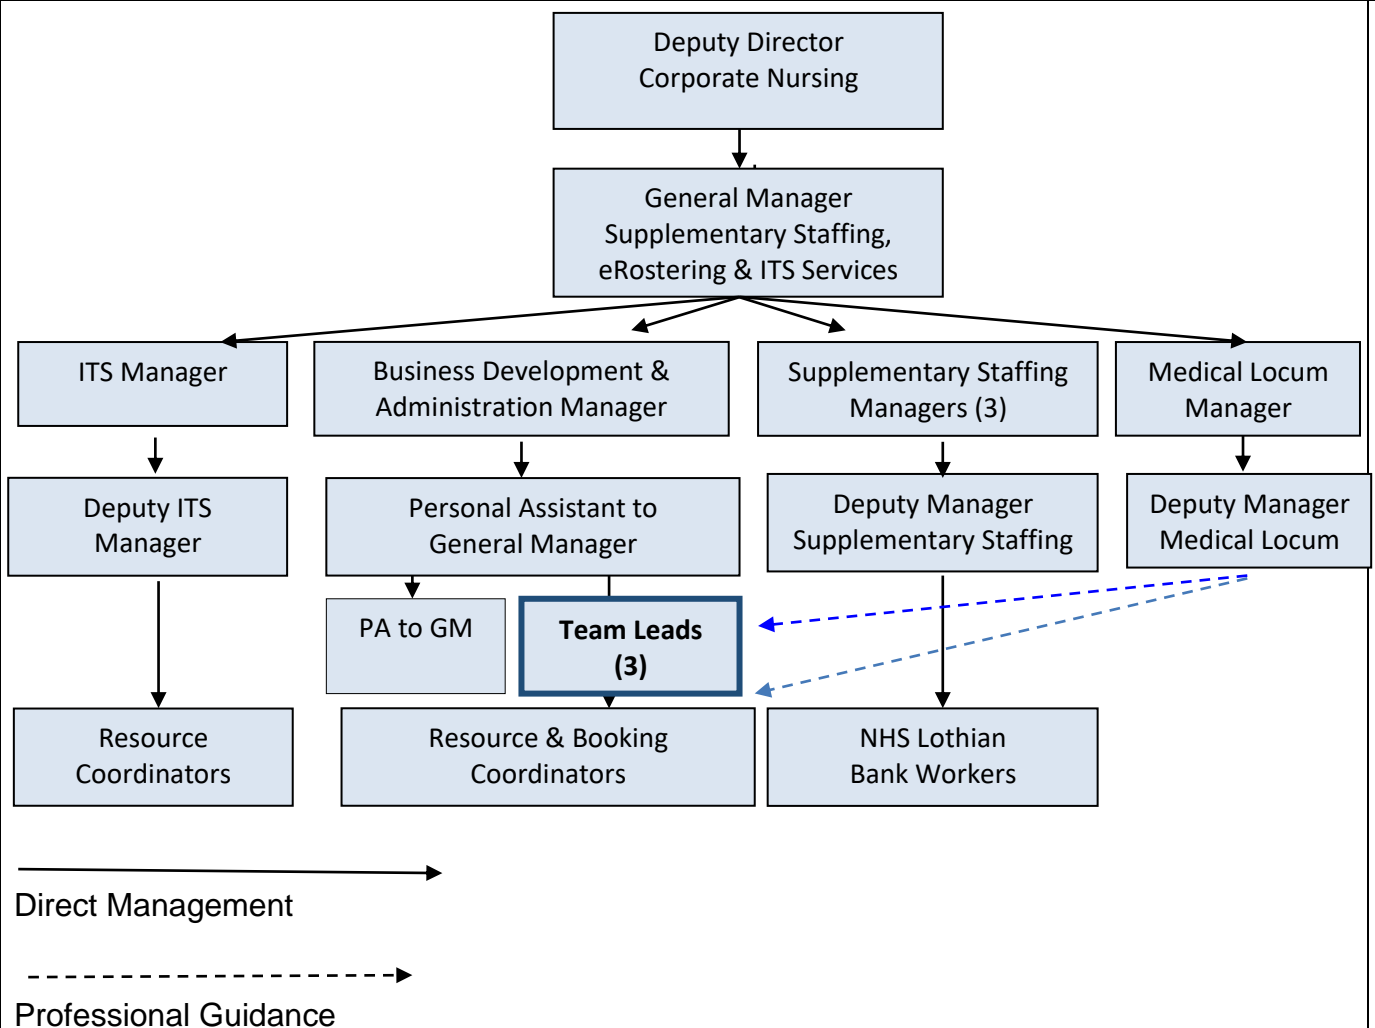 Deputy Director
Corporate Nursing
General Manager
Supplementary Staffing,
eRostering & ITS Services
ITS Manager
Business Development &
Administration Manager
Supplementary Staffing
Managers (3)
Medical Locum
Manager
Deputy ITS
Manager
Personal Assistant to
General Manager
Deputy Manager
Supplementary Staffing
Deputy Manager
Medical Locum
PA to GM
Team Leads
(3)
Resource
Coordinators
Resource & Booking
Coordinators
NHS Lothian
Bank Workers
Direct Management
Professional Guidance